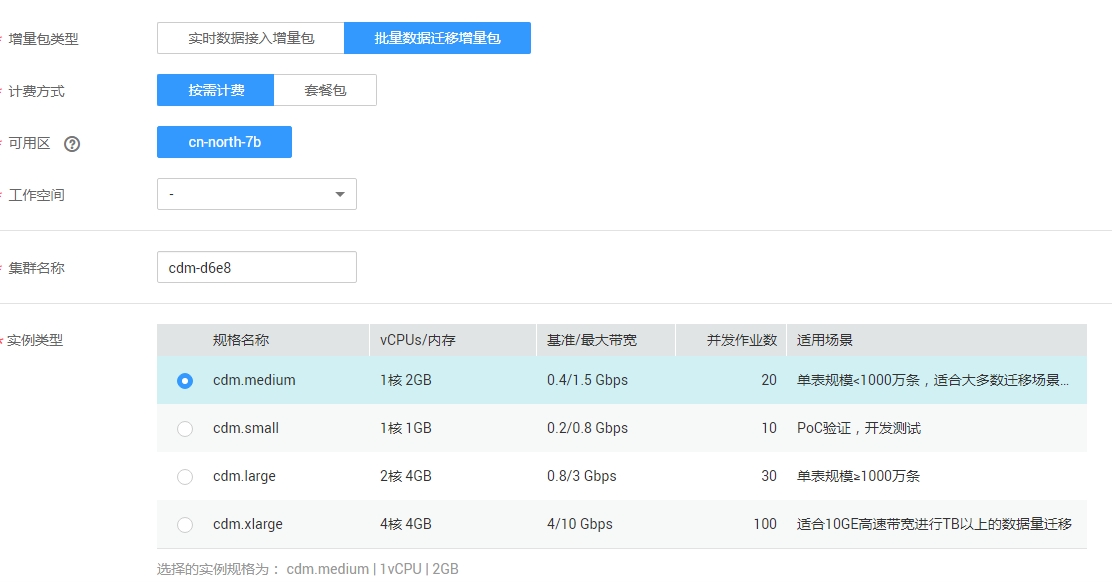 * 增量包类型 实时数据接入增量包 批量数据迁移增量包
* 计费方式 按需计费 套餐包
* 可用区 ? cn-north-7b
* 工作空间 -
* 集群名称 cdm-d6e8
* 实例类型 规格名称 vCPUs/内存 基准/最大带宽 并发作业数 适用场景
cdm.medium 1核 2GB 0.4/1.5 Gbps 20 单表规模<1000万条，适合大多数迁移场景...
cdm.small 1核 1GB 0.2/0.8 Gbps 10 PoC验证，开发测试
cdm.large 2核 4GB 0.8/3 Gbps 30 单表规模≥1000万条
cdm.xlarge 4核 4GB 4/10 Gbps 100 适合10GE高速带宽进行TB以上的数据量迁移
选择的实例规格为： cdm.medium | 1vCPU | 2GB